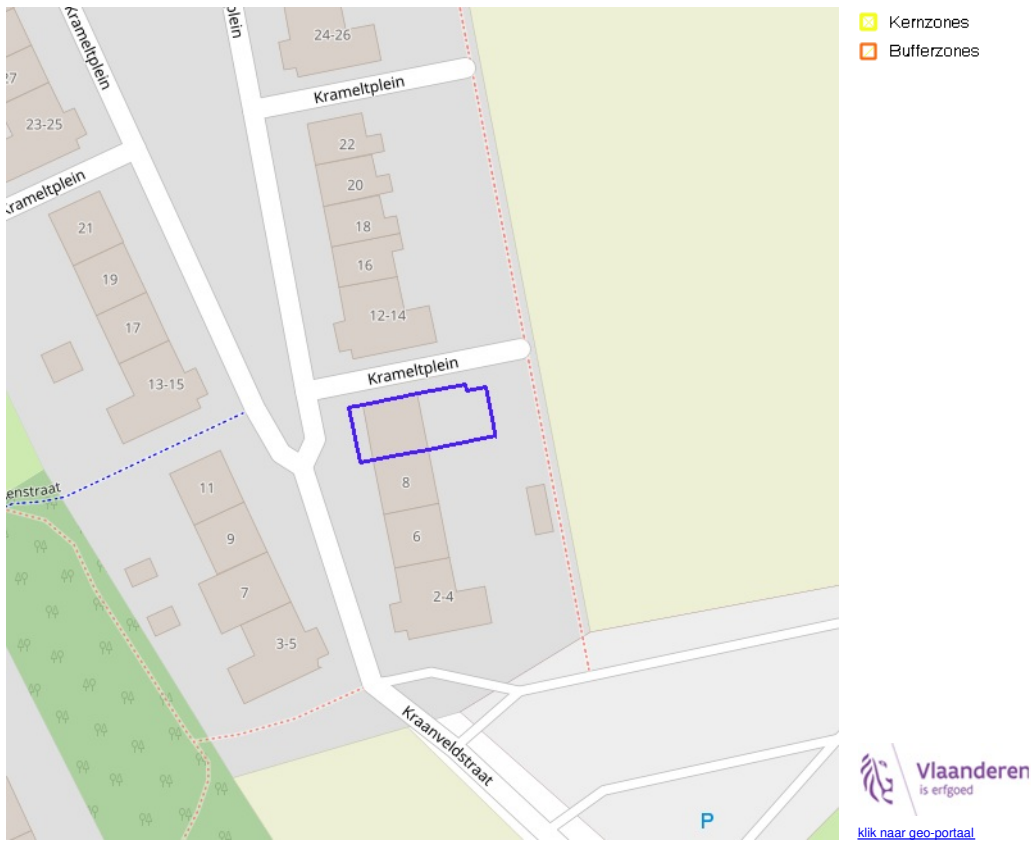 Krameltplein
plein
24-26
Kernzones
Bufferzones
27
Krameltplein
23-25
22
20
Krameltplein
18
21
16
19
12-14
17
Krameltplein
13-15
8
11
enstraat
6
9
7
2-4
3-5
Kraanveldstraat
P
Vlaanderen
is erfgoed
klik naar geo-portaal